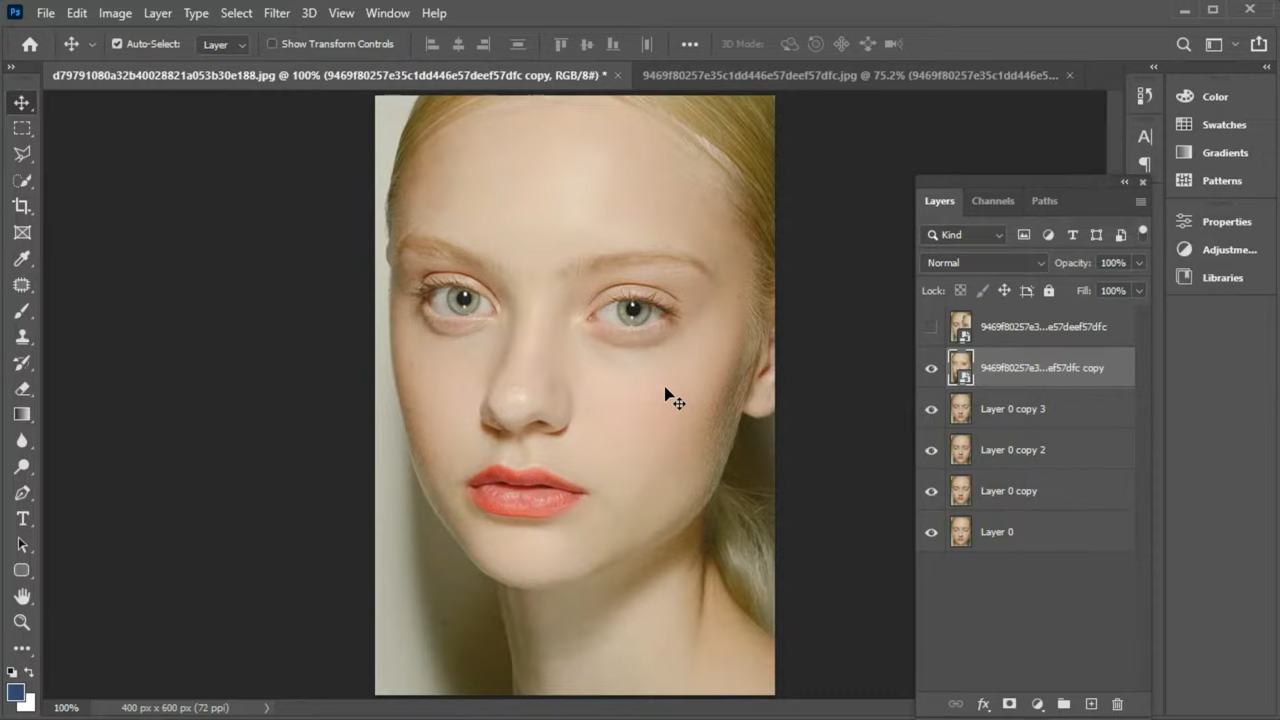 Ps File Edit Image Layer Type Select Filter 3D View Window Help
Auto-Select: Layer Show Transform Controls 3D Mode:
d79791080a32b40028821a053b30e188.jpg @ 100% (9469f80257e35c1dd446e57deef57dfc copy, RGB/8#) * 9469f80257e35c1dd446e57deef57dfc.jpg @ 75.2% (9469f80257e35c1dd446e5...
Color
Swatches
Gradients
Patterns
Properties
Adjustme...
Libraries
Layers Channels Paths
Kind
Normal Opacity: 100%
Lock: Fill: 100%
9469f80257e3...e57deef57dfc
9469f80257e3...ef57dfc copy
Layer 0 copy 3
Layer 0 copy 2
Layer 0 copy
Layer 0
fx
100% 400 px x 600 px (72 ppi)